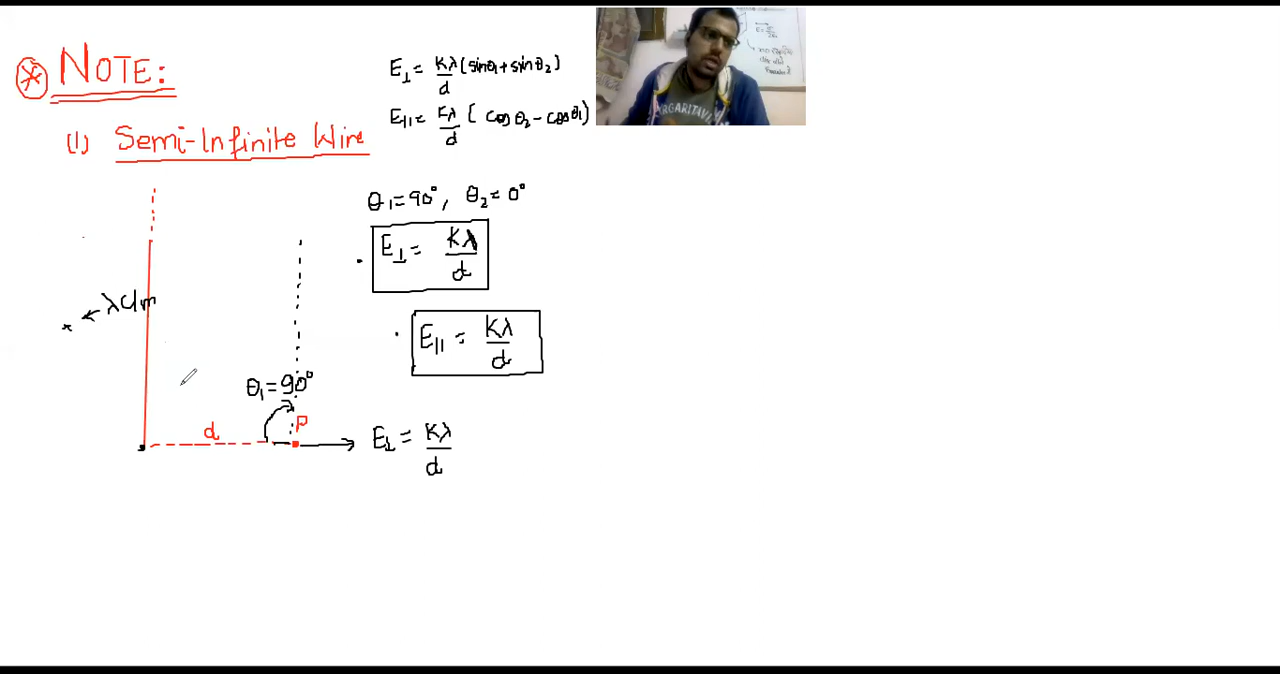 * NOTE:
E⊥ = Kλ/d (sinθ1 + sinθ2)
E|| = Kλ/d [ cosθ2 - cosθ1 )
(1) Semi-Infinite Wire
θ1 = 90°, θ2 = 0°
E⊥ = Kλ/d
λ C/m
E|| = Kλ/d
θ1 = 90°
d P
E⊥ = Kλ/d